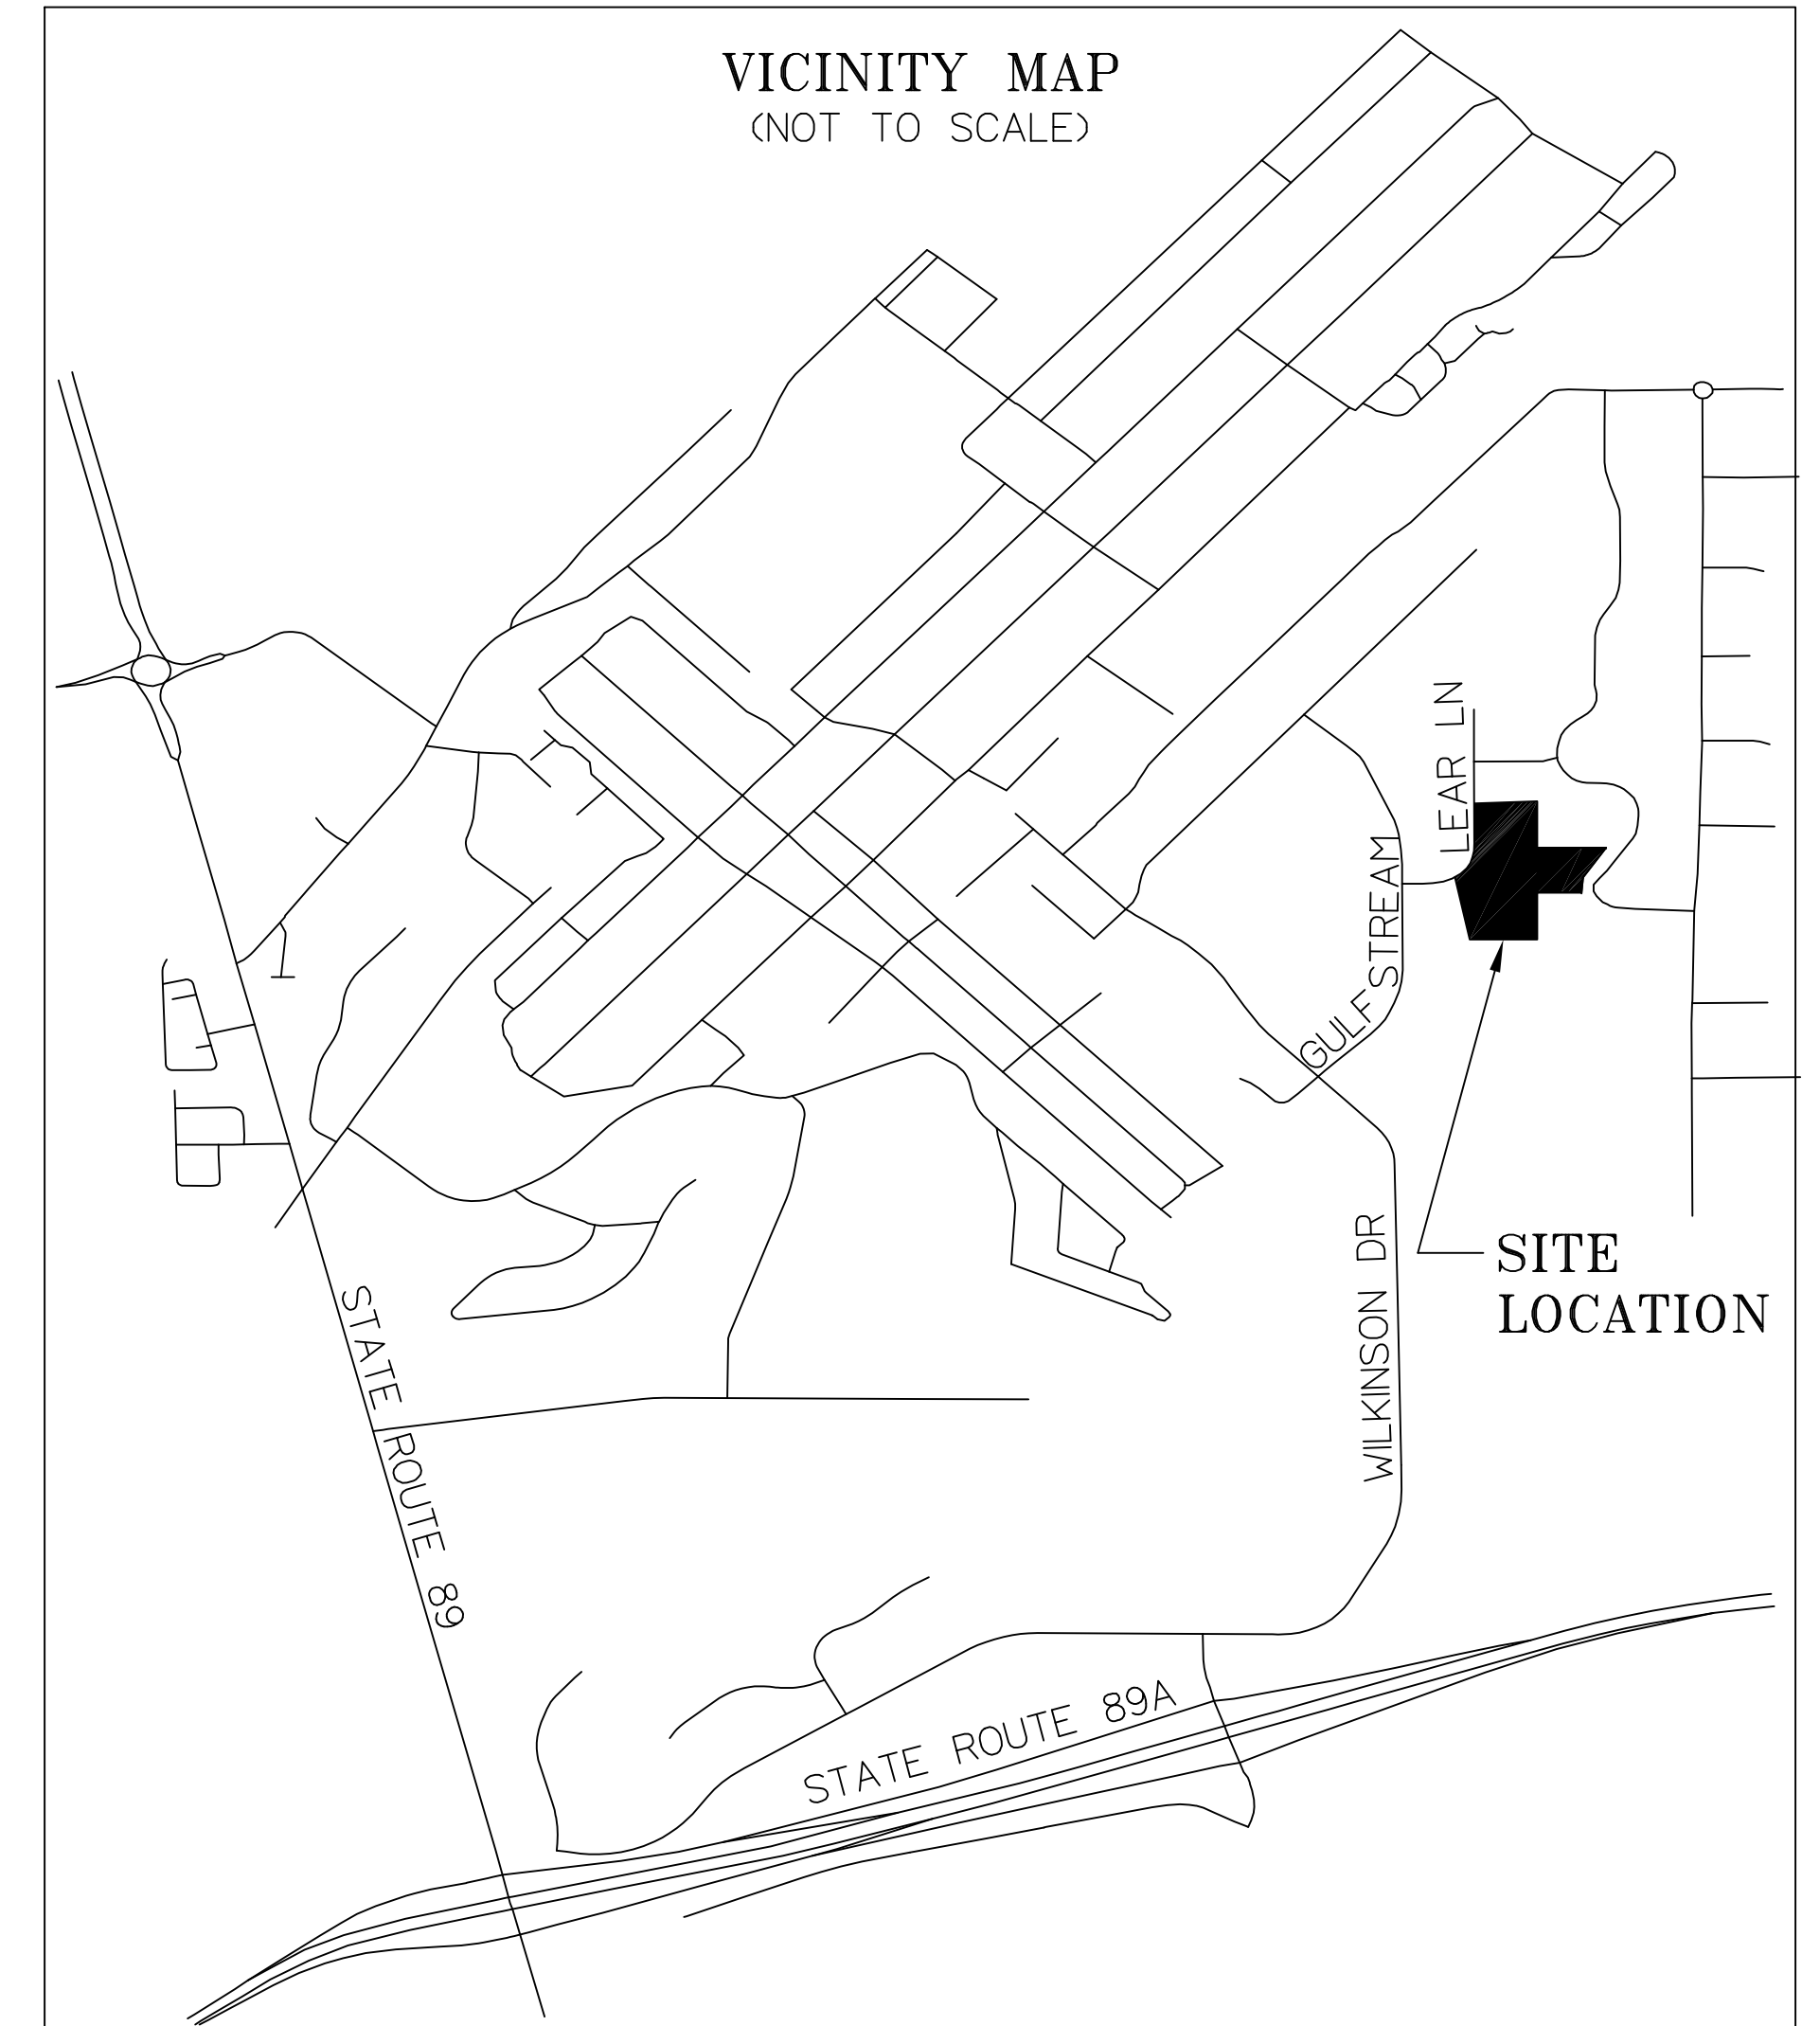 VICINITY MAP
(NOT TO SCALE)
LEAR LN
GULFSTREAM
SITE
LOCATION
WILKINSON DR
STATE ROUTE 89
STATE ROUTE 89A